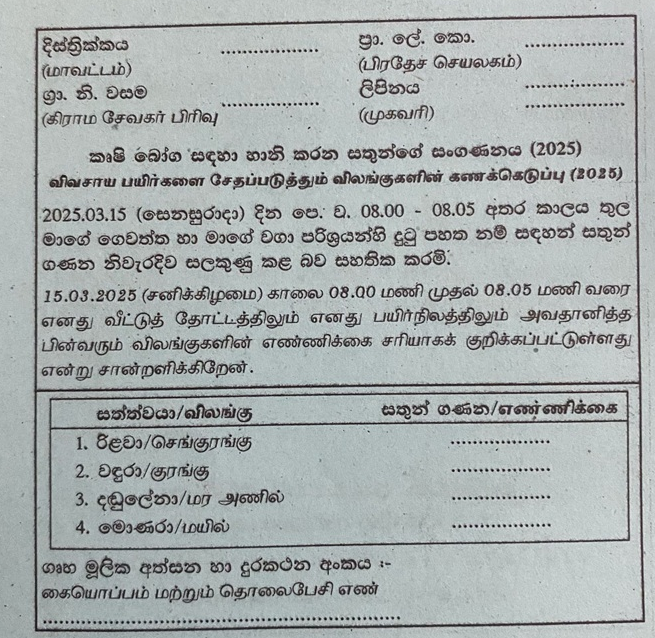 දිස්ත්‍රික්කය .................. ප්‍රා. ලේ. කො. ..................
(மாவட்டம்) (பிரதேச செயலகம்)
ග්‍රා. නි. වසම .................. ලිපිනය ..................
(கிராம சேவகர் பிரிவு (முகவரி) ..................
කෘෂි බෝග සඳහා හානි කරන සතුන්ගේ සංගණනය (2025)
விவசாய பயிர்களை சேதப்படுத்தும் விலங்குகளின் கணக்கெடுப்பு (2025)
2025.03.15 (සෙනසුරාදා) දින පෙ. ව. 08.00 - 08.05 අතර කාලය තුල
මාගේ ගෙවත්ත හා මාගේ වගා පරිශ්‍රයන්හි දුටු පහත නම් සඳහන් සතුන්
ගණන නිවැරදිව සලකුණු කළ බව සහතික කරමි.
15.03.2025 (சனிக்கிழமை) காலை 08.00 மணி முதல் 08.05 மணி வரை
எனது வீட்டுத் தோட்டத்திலும் எனது பயிர்நிலத்திலும் அவதானித்த
பின்வரும் விலங்குகளின் எண்ணிக்கை சரியாகக் குறிக்கப்பட்டுள்ளது
என்று சான்றளிக்கிறேன்.
සත්ත්වයා/விலங்கு සතුන් ගණන/எண்ணிக்கை
1. රිළවා/செங்குரங்கு ..................
2. වඳුරා/குரங்கு ..................
3. දඬුලේනා/மர அணில் ..................
4. මොණරා/மயில் ..................
ගෘහ මූලික අත්සන හා දුරකථන අංකය :-
கையொப்பம் மற்றும் தொலைபேசி எண்
............................................................